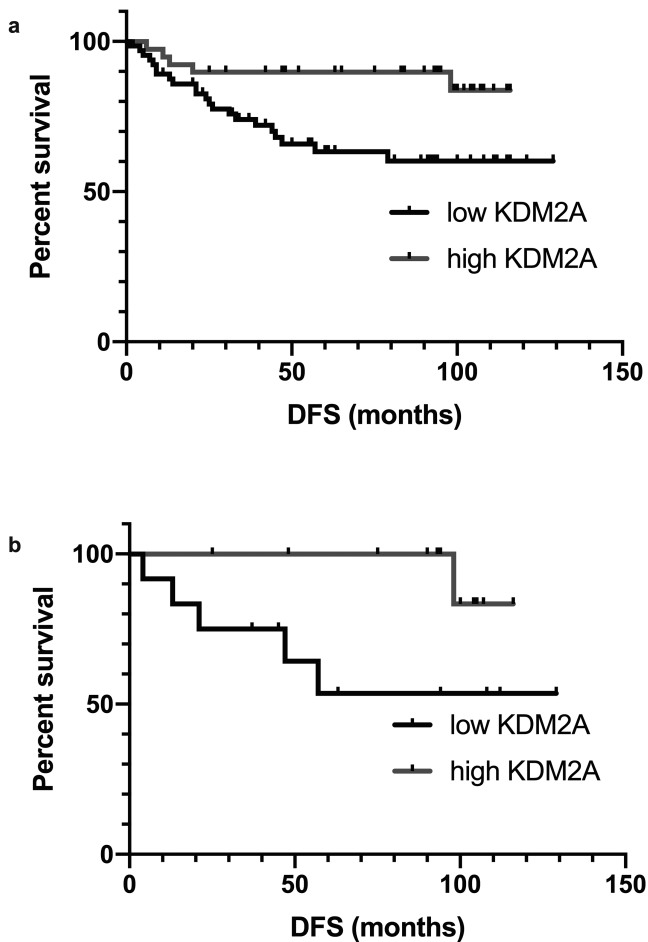 a
100
50
0
Percent survival
low KDM2A
high KDM2A
0 50 100 150
DFS (months)
b
100
50
0
Percent survival
low KDM2A
high KDM2A
0 50 100 150
DFS (months)